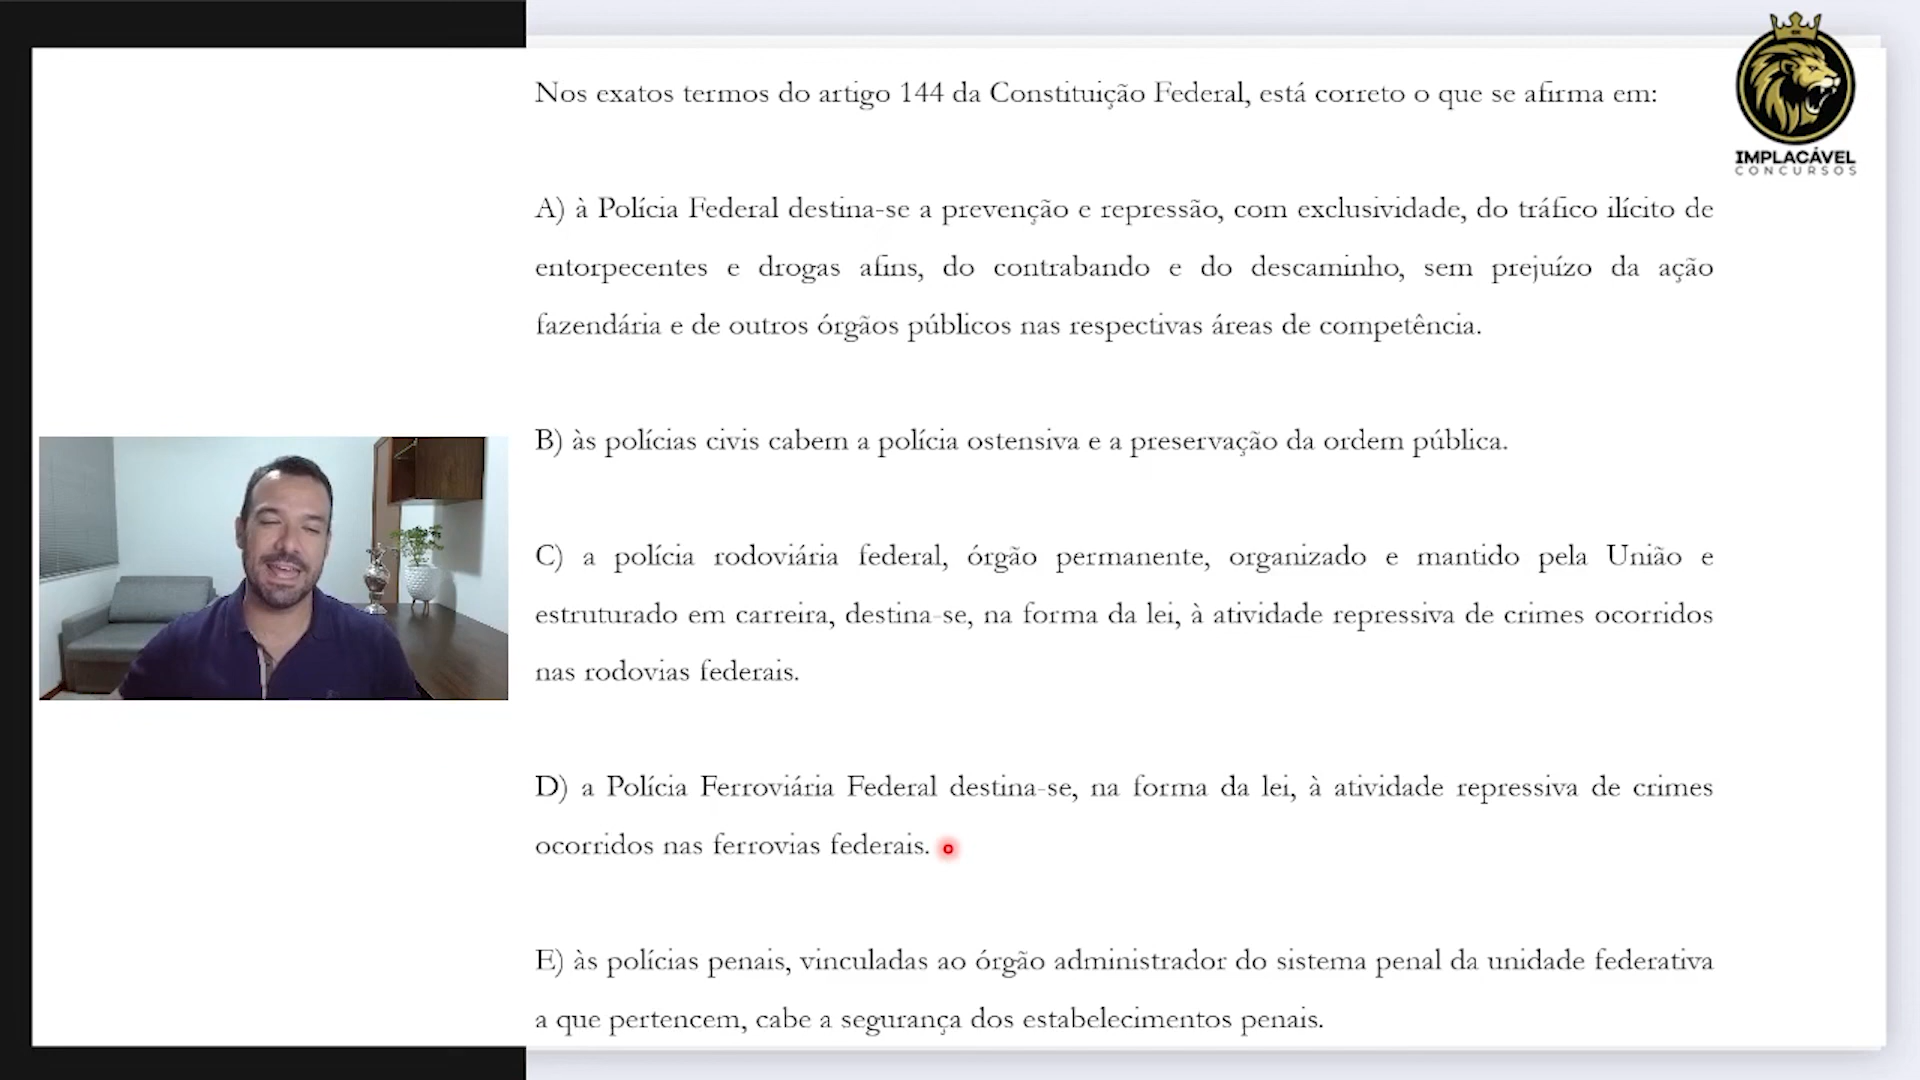 IMPLACÁVEL
CONCURSOS
Nos exatos termos do artigo 144 da Constituição Federal, está correto o que se afirma em:
A) à Polícia Federal destina-se a prevenção e repressão, com exclusividade, do tráfico ilícito de
entorpecentes e drogas afins, do contrabando e do descaminho, sem prejuízo da ação
fazendária e de outros órgãos públicos nas respectivas áreas de competência.
B) às polícias civis cabem a polícia ostensiva e a preservação da ordem pública.
C) a polícia rodoviária federal, órgão permanente, organizado e mantido pela União e
estruturado em carreira, destina-se, na forma da lei, à atividade repressiva de crimes ocorridos
nas rodovias federais.
D) a Polícia Ferroviária Federal destina-se, na forma da lei, à atividade repressiva de crimes
ocorridos nas ferrovias federais.
E) às polícias penais, vinculadas ao órgão administrador do sistema penal da unidade federativa
a que pertencem, cabe a segurança dos estabelecimentos penais.